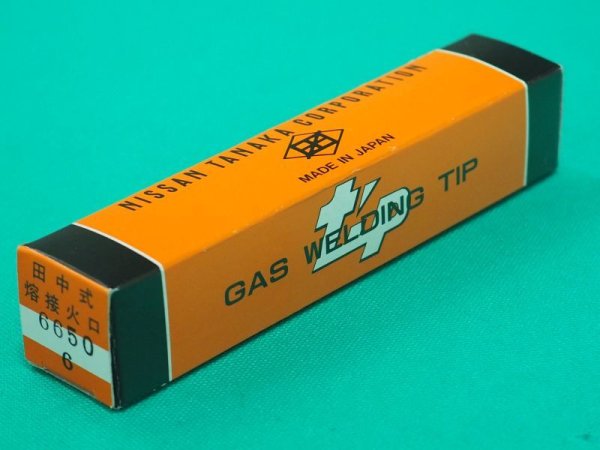 NISSAN TANAKA CORPORATION
MADE IN JAPAN
t'p
GAS WELDING TIP
田中式
熔接火口
6650
6